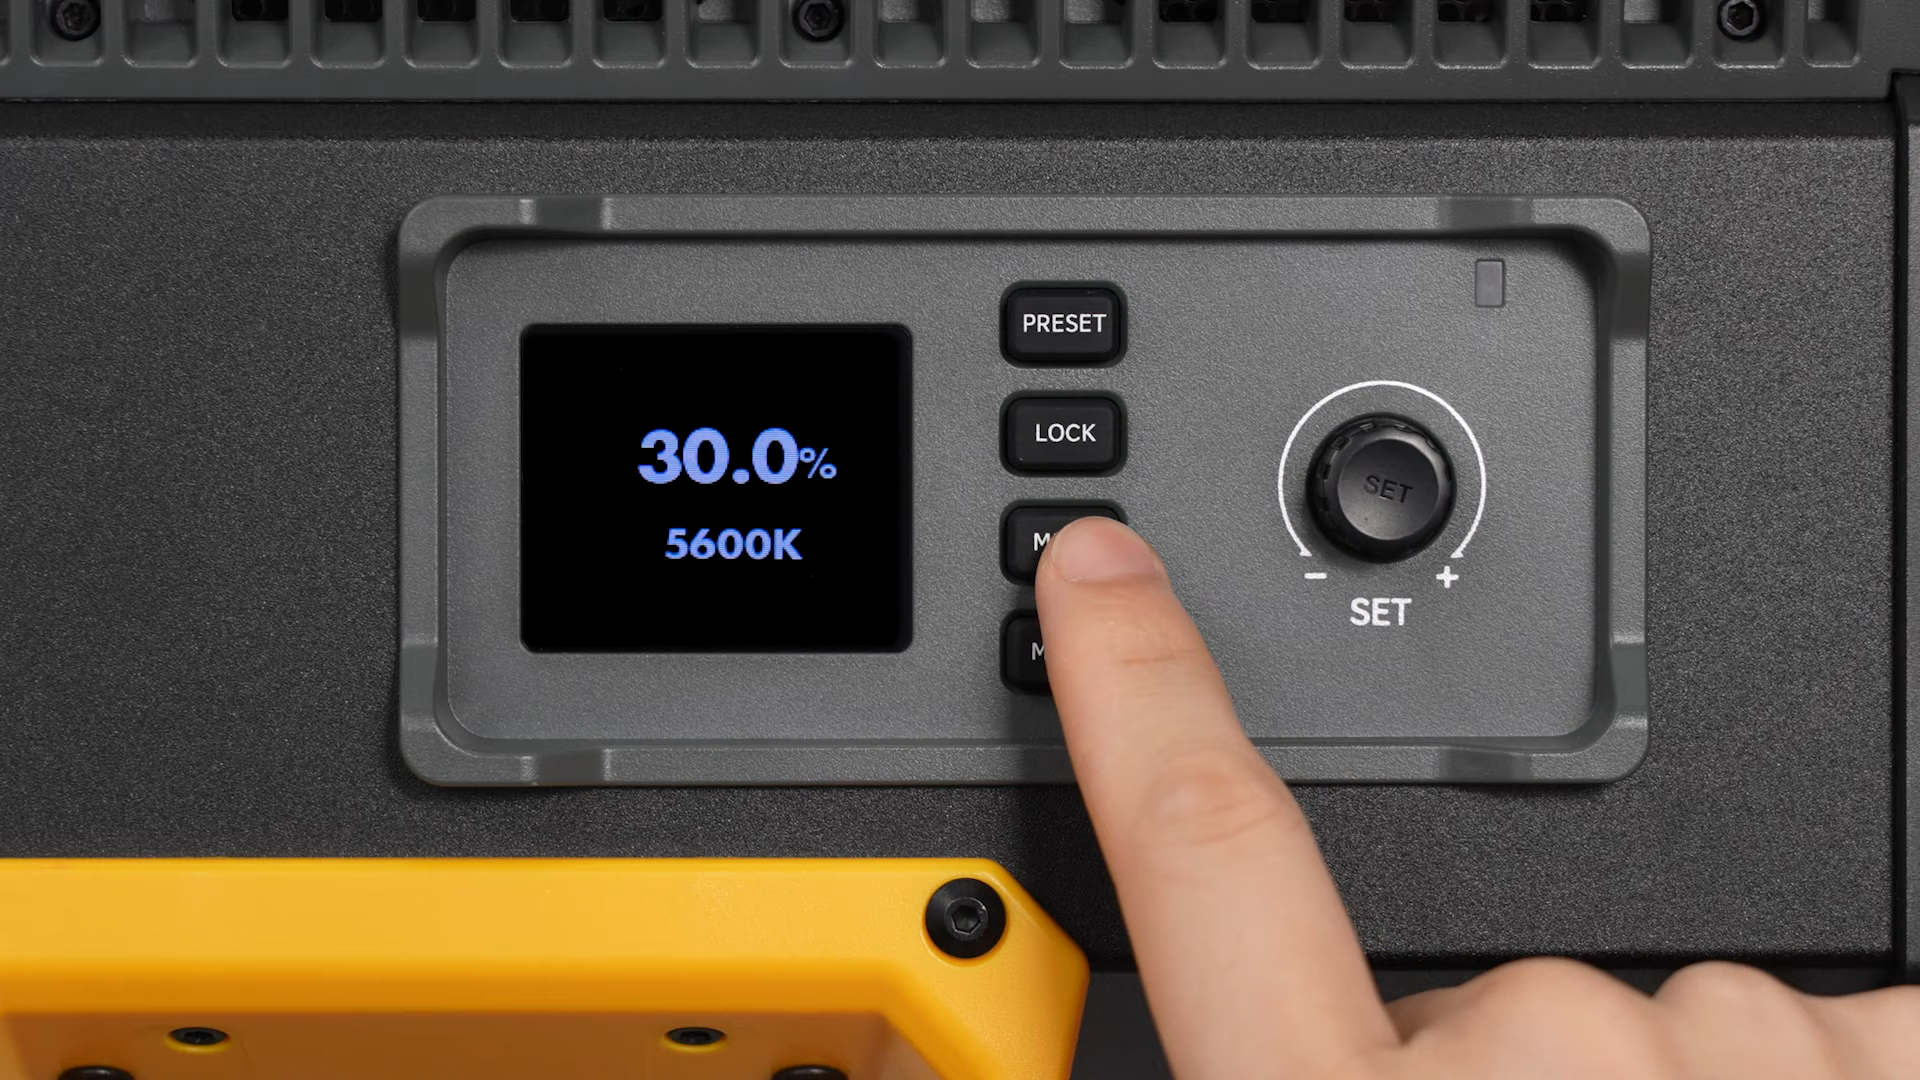 PRESET
LOCK
30.0%
5600K
SET
- +
SET